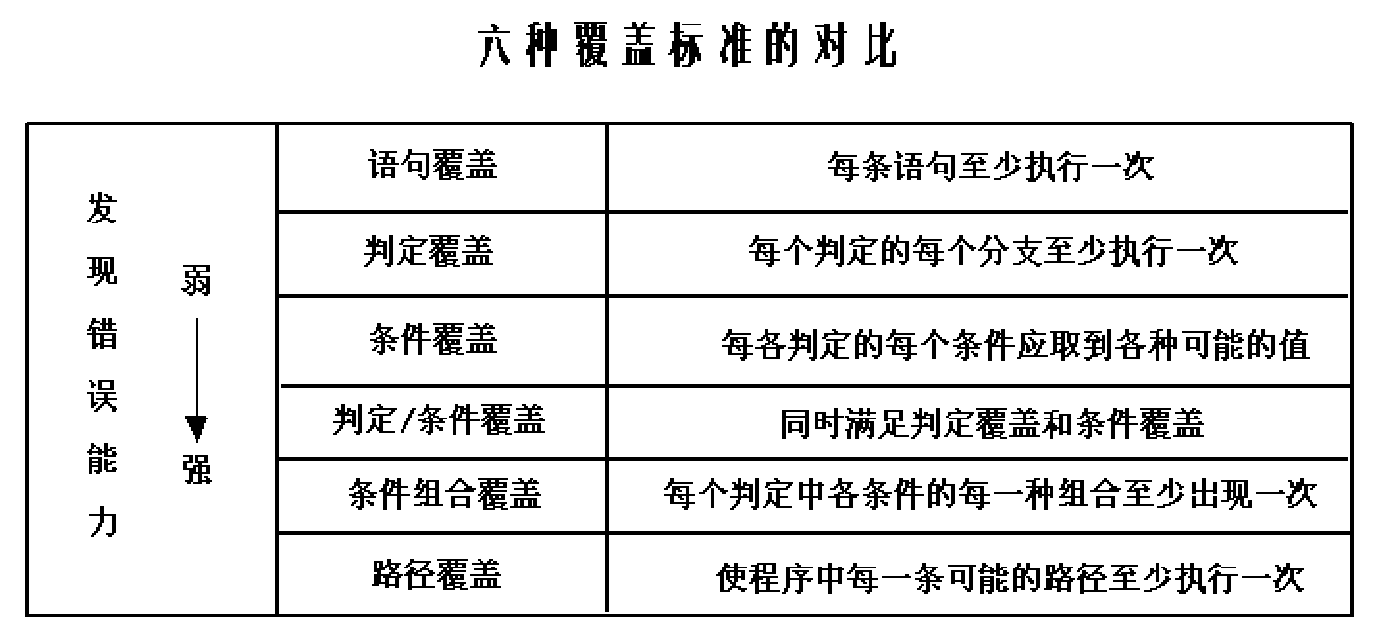 六种覆盖标准的对比
发现错误能力
弱
强
语句覆盖
每条语句至少执行一次
判定覆盖
每个判定的每个分支至少执行一次
条件覆盖
每各判定的每个条件应取到各种可能的值
判定/条件覆盖
同时满足判定覆盖和条件覆盖
条件组合覆盖
每个判定中各条件的每一种组合至少出现一次
路径覆盖
使程序中每一条可能的路径至少执行一次